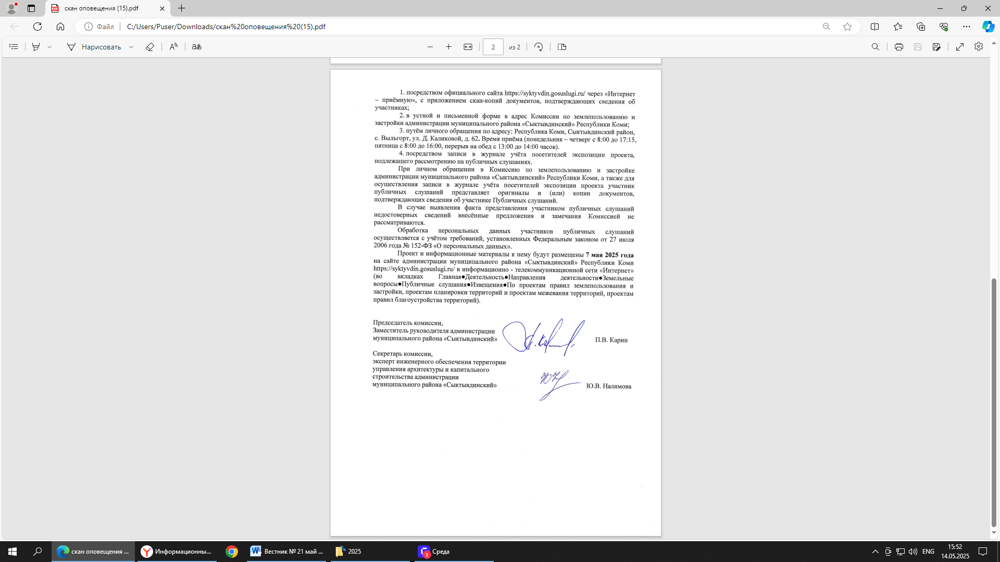 скан оповещения (15).pdf
Файл
C:/Users/Puser/Downloads/скан%20оповещения%20(15).pdf
Нарисовать
2
из 2
1. посредством официального сайта https://syktyvdin.gosuslugi.ru/ через «Интернет
– приёмную», с приложением скан-копий документов, подтверждающих сведения об
участниках;
2. в устной и письменной форме в адрес Комиссии по землепользованию и
застройки администрации муниципального района «Сыктывдинский» Республики Коми;
3. путём личного обращения по адресу: Республика Коми, Сыктывдинский район,
с. Выльгорт, ул. Д. Каликовой, д. 62. Время приёма (понедельник – четверг с 8:00 до 17:15,
пятница с 8:00 до 16:00, перерыв на обед с 13:00 до 14:00 часов).
4. посредством записи в журнале учёта посетителей экспозиции проекта,
подлежащего рассмотрению на публичных слушаниях.
При личном обращении в Комиссию по землепользованию и застройке
администрации муниципального района «Сыктывдинский» Республики Коми, а также для
осуществления записи в журнале учёта посетителей экспозиции проекта участник
публичных слушаний представляет оригиналы и (или) копии документов,
подтверждающих сведения об участнике Публичных слушаний.
В случае выявления факта представления участником публичных слушаний
недостоверных сведений внесённые предложения и замечания Комиссией не
рассматриваются.
Обработка персональных данных участников публичных слушаний
осуществляется с учётом требований, установленных Федеральным законом от 27 июля
2006 года № 152-ФЗ «О персональных данных».
Проект и информационные материалы к нему будут размещены 7 мая 2025 года
на сайте администрации муниципального района «Сыктывдинский» Республики Коми
https://syktyvdin.gosuslugi.ru/ в информационно - телекоммуникационной сети «Интернет»
(во вкладках Главная●Деятельность●Направления деятельности●Земельные
вопросы●Публичные слушания●Извещения●По проектам правил землепользования и
застройки, проектам планировки территорий и проектам межевания территорий, проектам
правил благоустройства территорий).
Председатель комиссии,
Заместитель руководителя администрации
муниципального района «Сыктывдинский»
П.В. Карин
Секретарь комиссии,
эксперт инженерного обеспечения территории
управления архитектуры и капитального
строительства администрации
муниципального района «Сыктывдинский»
Ю.В. Налимова
скан оповещения ...
Информационны...
Вестник № 21 май ...
2025
Среда
1
ENG
15:52
14.05.2025